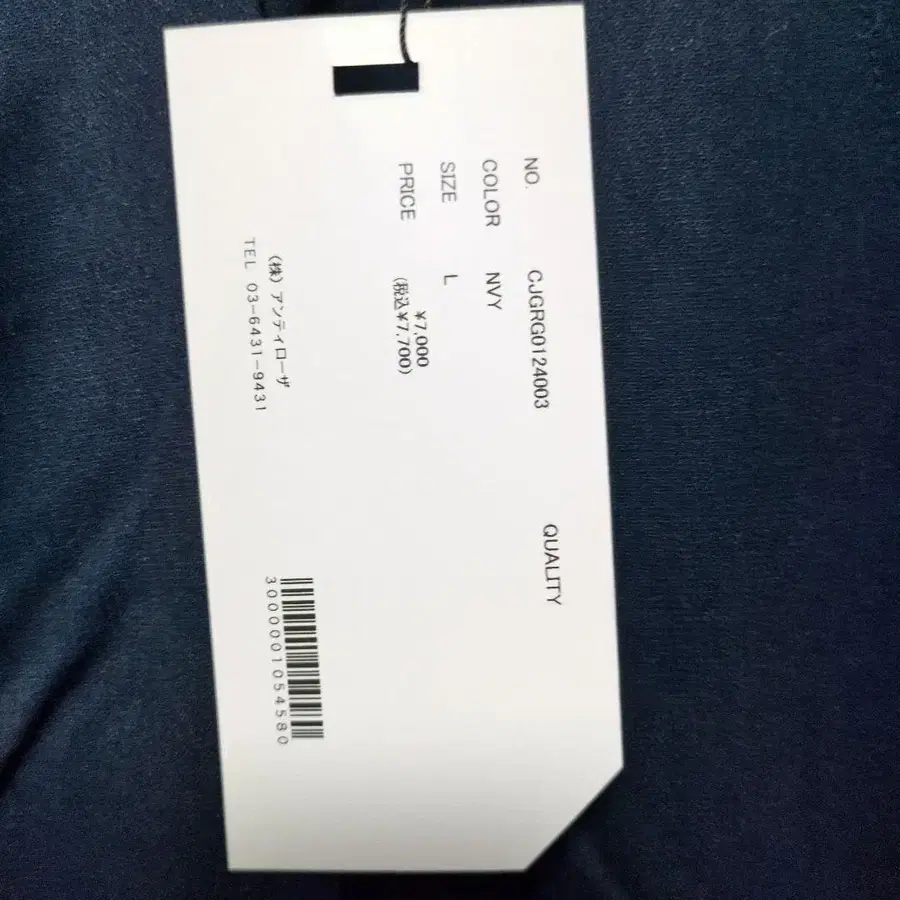 NO. CJGRG0124003
COLOR NVY
SIZE L
PRICE ¥7,000
(税込¥7,700)
QUALITY
(株)アンティローザ
TEL 03-6431-9431
3000001054580